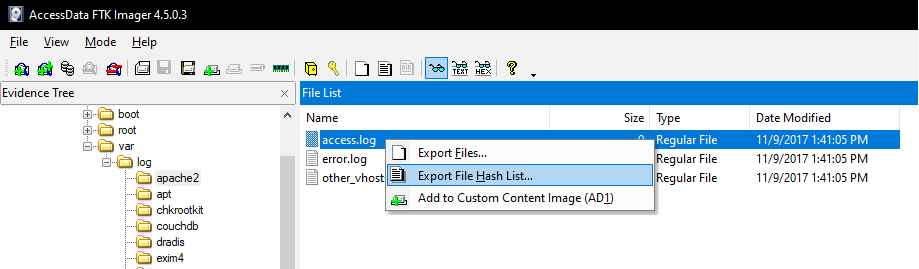 AccessData FTK Imager 4.5.0.3
File View Mode Help
TEXT HEX ?
Evidence Tree
boot
root
var
log
apache2
apt
chkrootkit
couchdb
dradis
exim4
File List
Name Size Type Date Modified
access.log 0 Regular File 11/9/2017 1:41:05 PM
error.log Regular File 11/9/2017 1:41:05 PM
other_vhost Regular File 11/9/2017 1:41:05 PM
Export Files...
Export File Hash List...
Add to Custom Content Image (AD1)